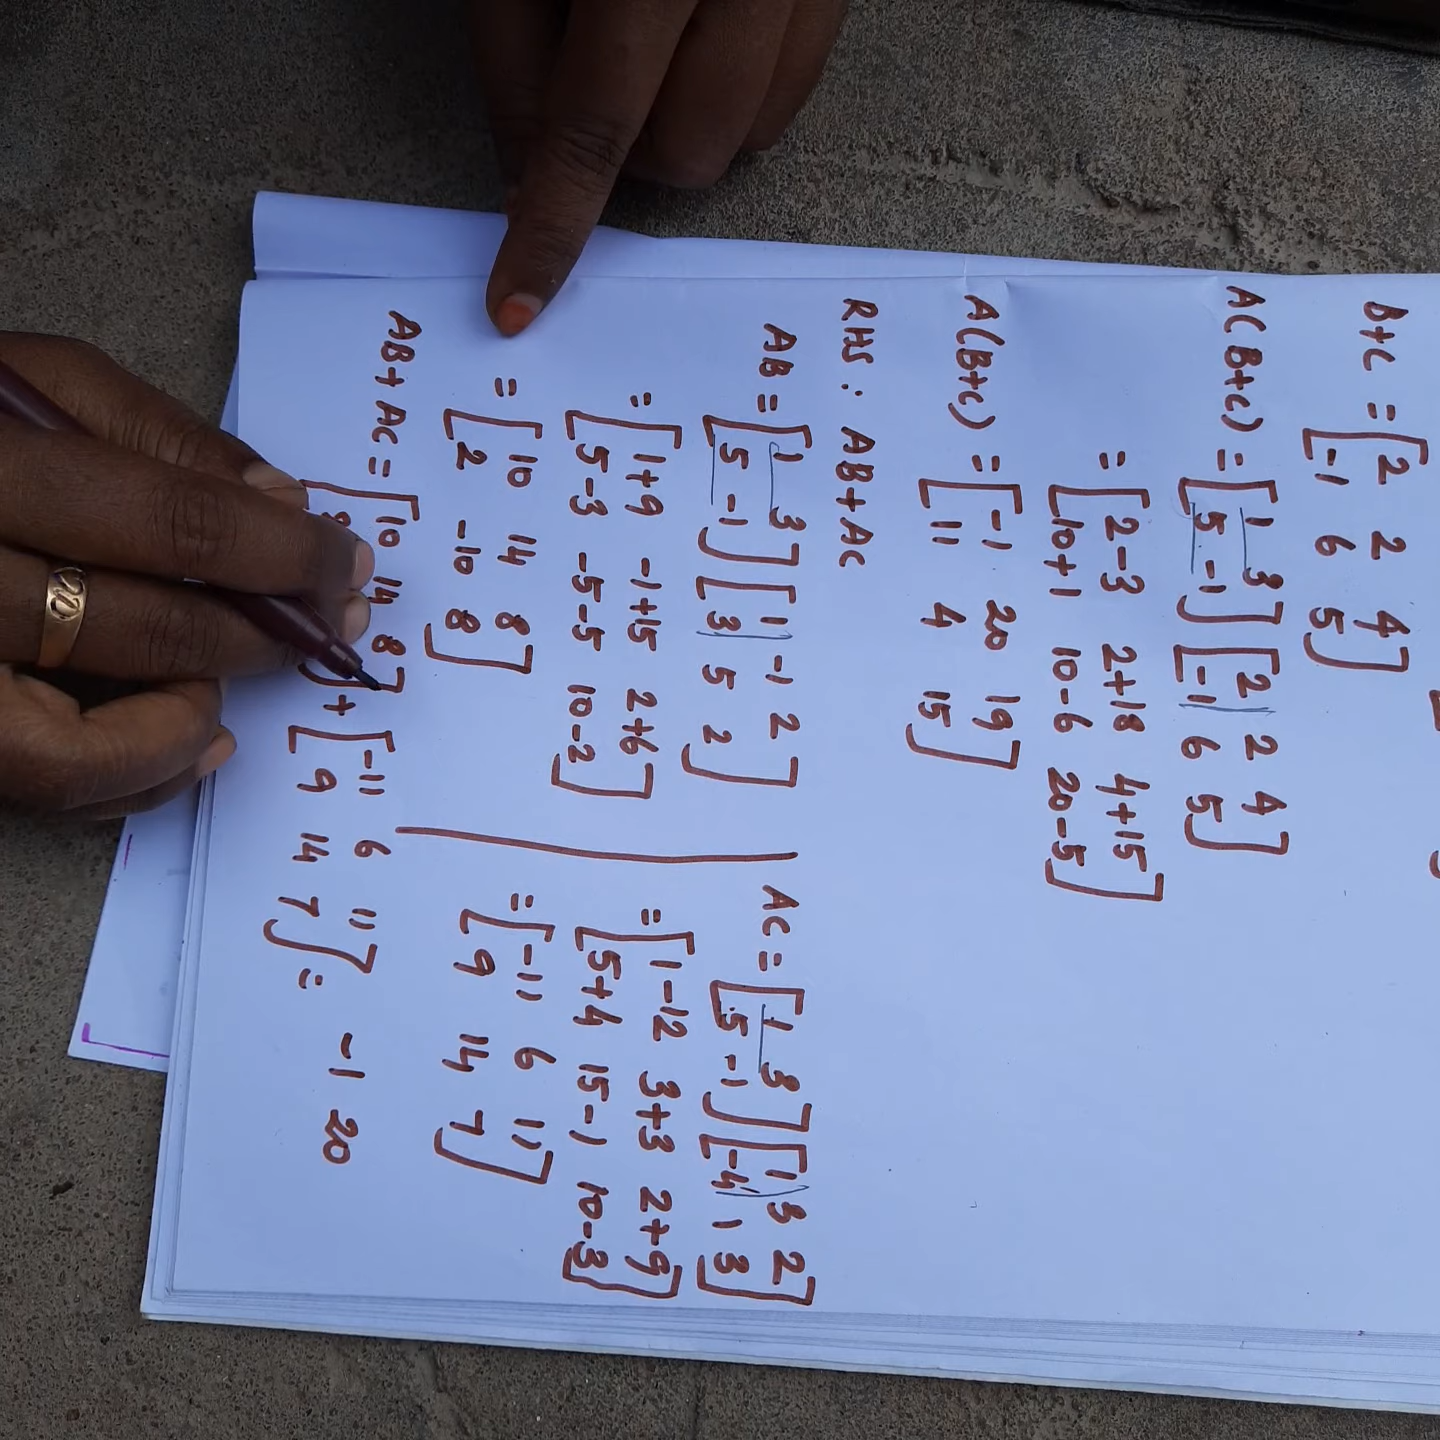 B+C = [2 2 4
-1 6 5]
A(B+C) = [1 3 [2 2 4
5 -1] -1 6 5]
= [2-3 2+18 4+15
10+1 10-6 20-5]
A(B+C) = [-1 20 19
11 4 15]
RHS: AB+AC
AB = [1 3 [1 -1 2 AC = [1 3 [1 3 2
5 -1] 3 5 2] 5 -1] -4 1 3]
= [1+9 -1+15 2+6 = [1-12 3+3 2+9
5-3 -5-5 10-2] 5+4 15-1 10-3]
= [10 14 8 = [-11 6 11
2 -10 8] 9 14 7]
AB+AC = [10 14 8 + [-11 6 11 = -1 20
] 9 14 7]